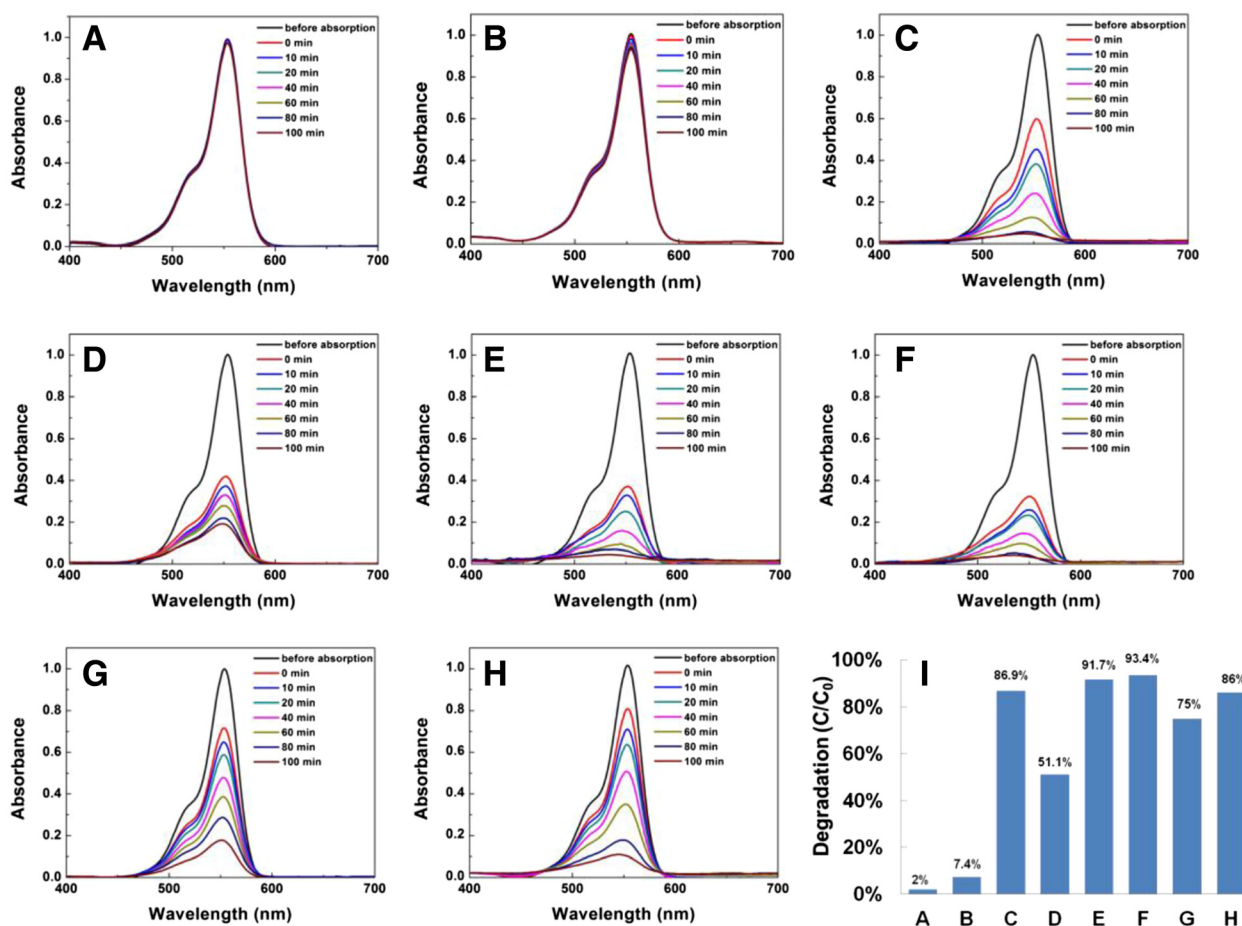 A
before absorption
0 min
10 min
20 min
40 min
60 min
80 min
100 min
1.0
0.8
0.6
0.4
0.2
0.0
Absorbance
400
500
600
700
Wavelength (nm)
B
before absorption
0 min
10 min
20 min
40 min
60 min
80 min
100 min
1.0
0.8
0.6
0.4
0.2
0.0
Absorbance
400
500
600
700
Wavelength (nm)
C
before absorption
0 min
10 min
20 min
40 min
60 min
80 min
100 min
1.0
0.8
0.6
0.4
0.2
0.0
Absorbance
400
500
600
700
Wavelength (nm)
D
before absorption
0 min
10 min
20 min
40 min
60 min
80 min
100 min
1.0
0.8
0.6
0.4
0.2
0.0
Absorbance
400
500
600
700
Wavelength (nm)
E
before absorption
0 min
10 min
20 min
40 min
60 min
80 min
100 min
1.0
0.8
0.6
0.4
0.2
0.0
Absorbance
400
500
600
700
Wavelength (nm)
F
before absorption
0 min
10 min
20 min
40 min
60 min
80 min
100 min
1.0
0.8
0.6
0.4
0.2
0.0
Absorbance
400
500
600
700
Wavelength (nm)
G
before absorption
0 min
10 min
20 min
40 min
60 min
80 min
100 min
1.0
0.8
0.6
0.4
0.2
0.0
Absorbance
400
500
600
700
Wavelength (nm)
H
before absorption
0 min
10 min
20 min
40 min
60 min
80 min
100 min
1.0
0.8
0.6
0.4
0.2
0.0
Absorbance
400
500
600
700
Wavelength (nm)
I
100%
80%
60%
40%
20%
0%
Degradation (C/C₀)
2%
7.4%
86.9%
51.1%
91.7%
93.4%
75%
86%
A B C D E F G H